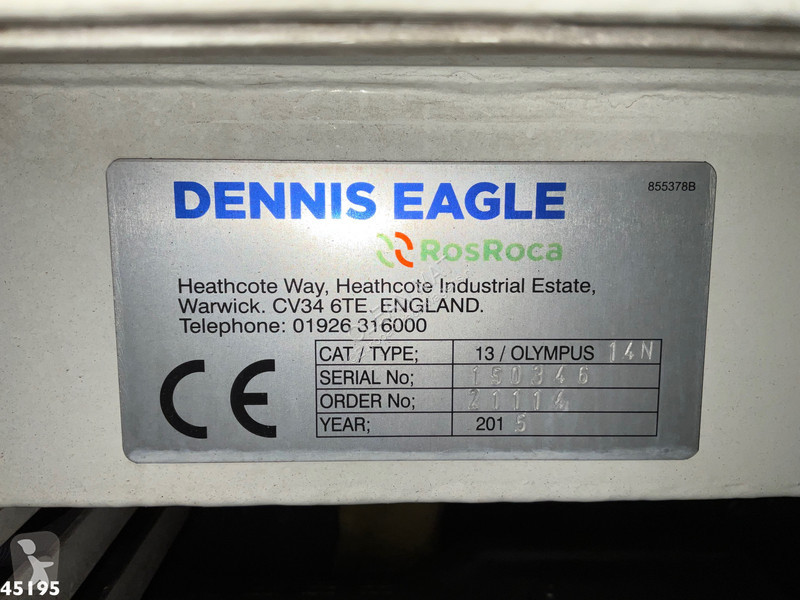 DENNIS EAGLE
855378B
RosRoca
Heathcote Way, Heathcote Industrial Estate,
Warwick. CV34 6TE. ENGLAND.
Telephone: 01926 316000
CE
CAT / TYPE; 13 / OLYMPUS 14N
SERIAL No; 150346
ORDER No; 21114
YEAR; 2015
45195